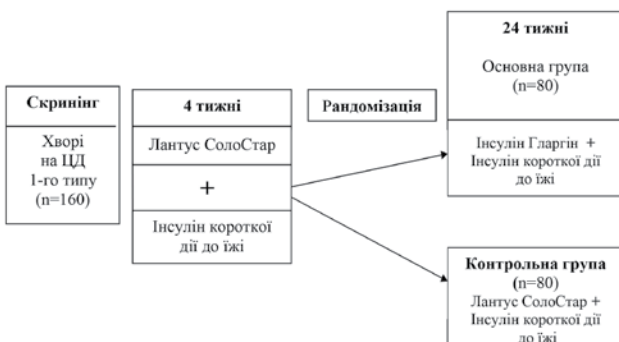 Скринінг
Хворі
на ЦД
1-го типу
(n=160)
4 тижні
Лантус СолоСтар
+
Інсулін короткої
дії до їжі
Рандомізація
24 тижні
Основна група
(n=80)
Інсулін Гларгін +
Інсулін короткої дії
до їжі
Контрольна група
(n=80)
Лантус СолоСтар +
Інсулін короткої дії
до їжі